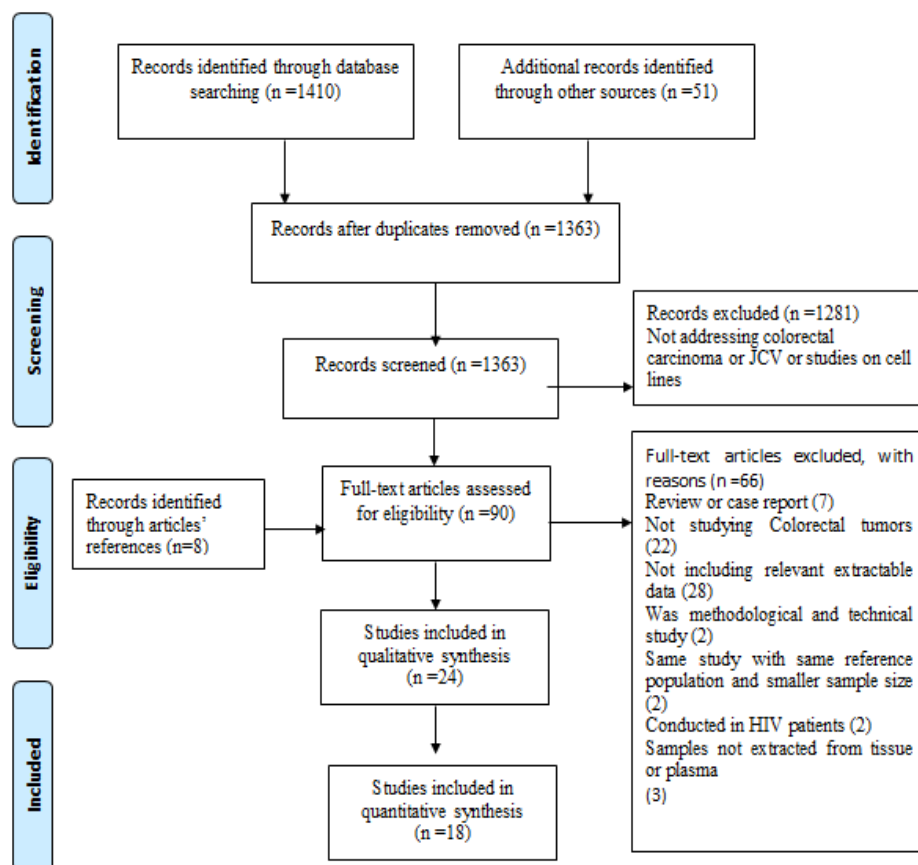 Identification
Records identified through database
searching (n =1410)
Additional records identified
through other sources (n =51)
Records after duplicates removed (n =1363)
Screening
Records screened (n =1363)
Records excluded (n =1281)
Not addressing colorectal
carcinoma or JCV or studies on cell
lines
Eligibility
Records identified
through articles'
references (n=8)
Full-text articles assessed
for eligibility (n =90)
Full-text articles excluded, with
reasons (n =66)
Review or case report (7)
Not studying Colorectal tumors
(22)
Not including relevant extractable
data (28)
Was methodological and technical
study (2)
Same study with same reference
population and smaller sample size
(2)
Conducted in HIV patients (2)
Samples not extracted from tissue
or plasma
(3)
Studies included in
qualitative synthesis
(n =24)
Included
Studies included in
quantitative synthesis
(n =18)